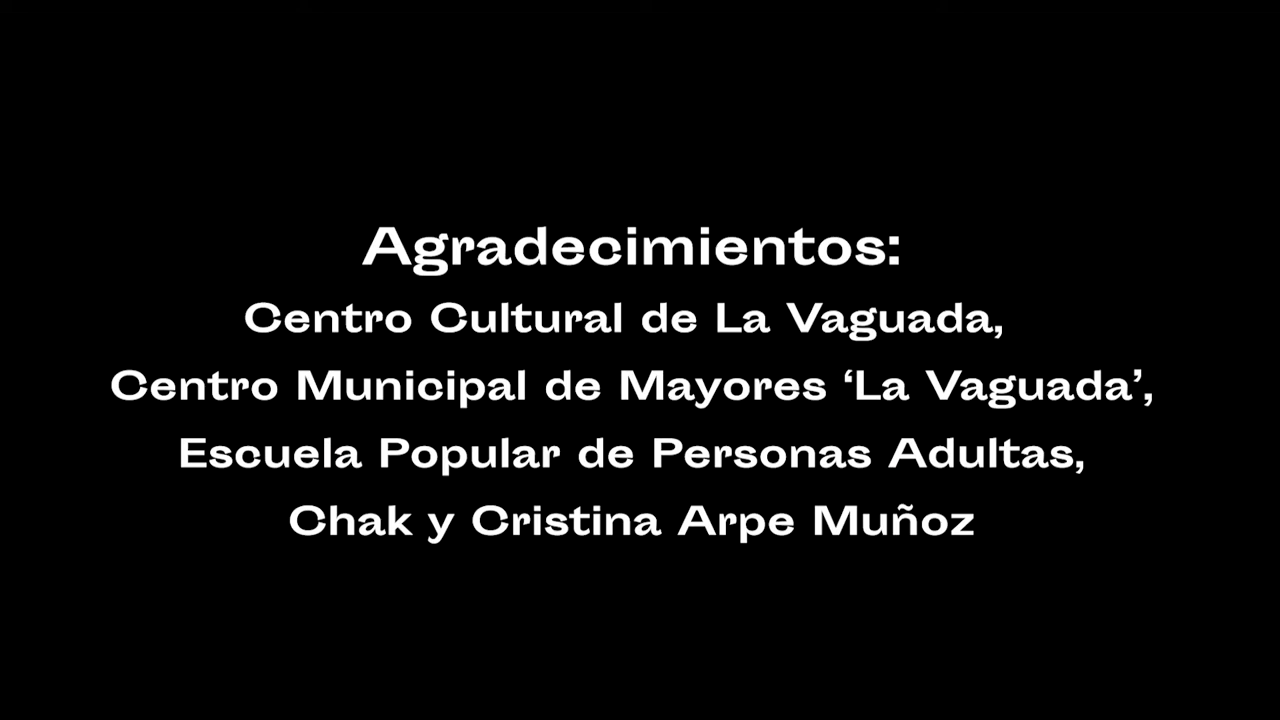 Agradecimientos:
Centro Cultural de La Vaguada,
Centro Municipal de Mayores ‘La Vaguada’,
Escuela Popular de Personas Adultas,
Chak y Cristina Arpe Muñoz